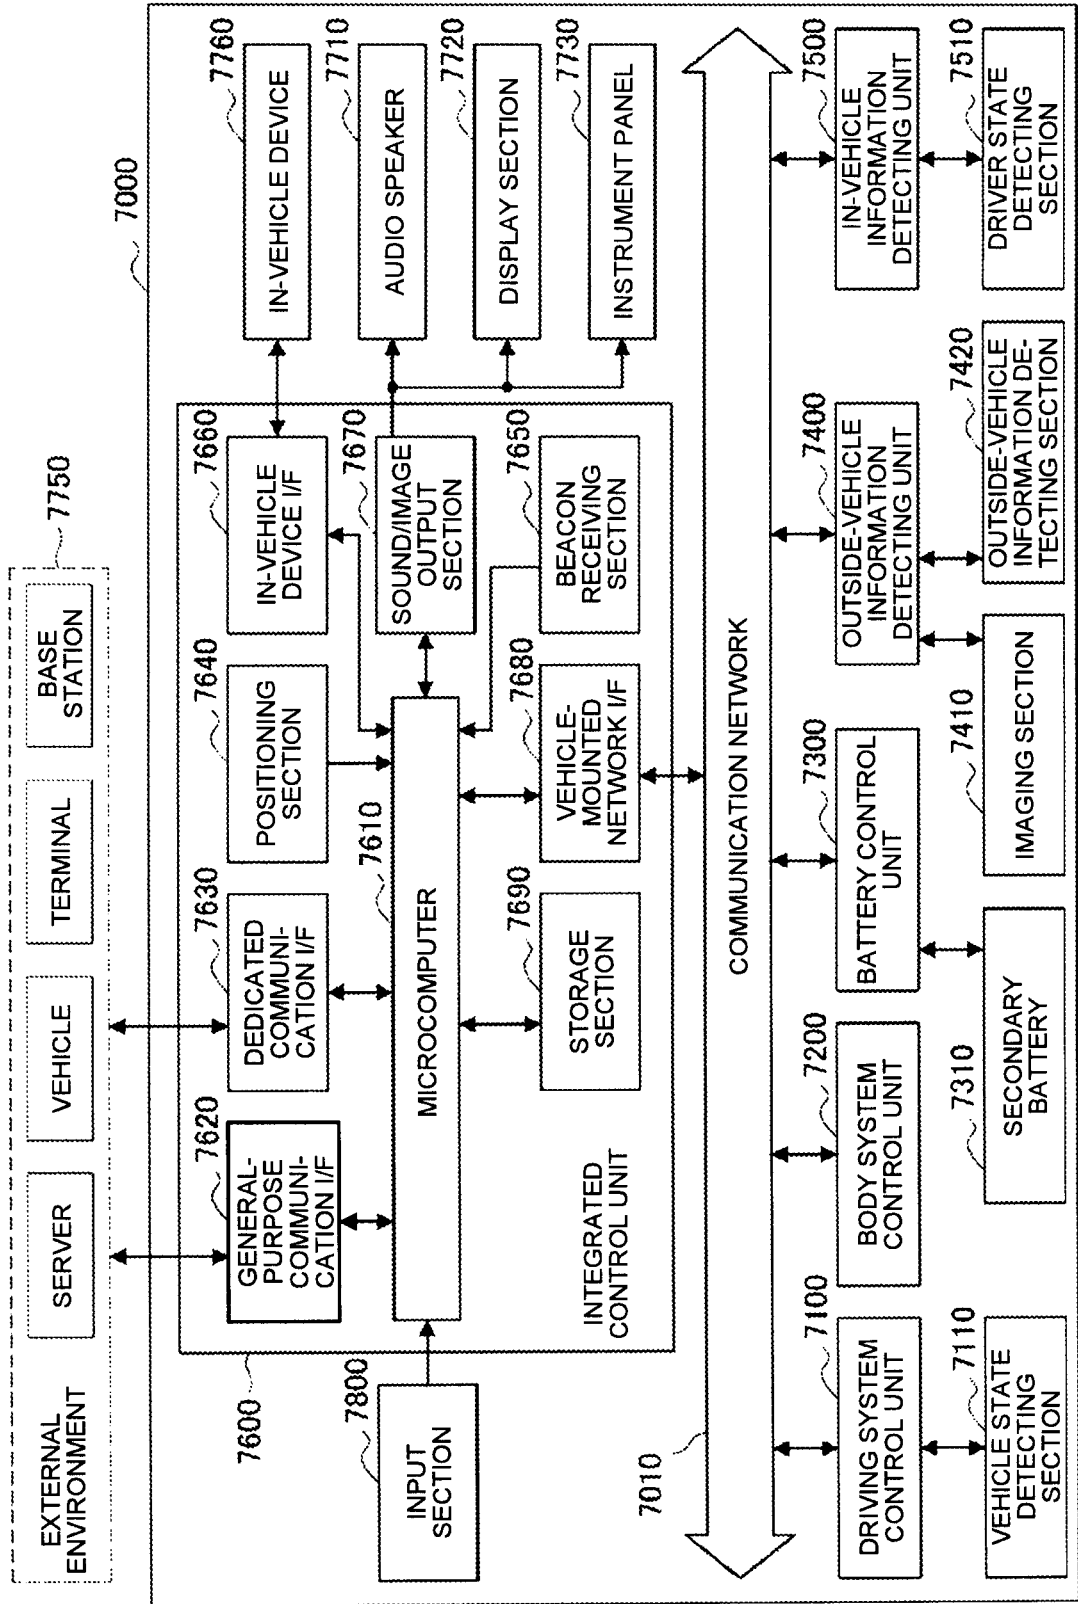 EXTERNAL
ENVIRONMENT
SERVER
VEHICLE
TERMINAL
BASE
STATION
7750
7000
7600
7620
GENERAL-
PURPOSE
COMMUNI-
CATION I/F
7630
DEDICATED
COMMUNI-
CATION I/F
7640
POSITIONING
SECTION
7660
IN-VEHICLE
DEVICE I/F
7760
IN-VEHICLE DEVICE
7800
INPUT
SECTION
7610
MICROCOMPUTER
7670
SOUND/IMAGE
OUTPUT
SECTION
7710
AUDIO SPEAKER
7720
DISPLAY SECTION
7730
INSTRUMENT PANEL
INTEGRATED
CONTROL UNIT
7690
STORAGE
SECTION
7680
VEHICLE-
MOUNTED
NETWORK I/F
7650
BEACON
RECEIVING
SECTION
7010
COMMUNICATION NETWORK
7100
DRIVING SYSTEM
CONTROL UNIT
7200
BODY SYSTEM
CONTROL UNIT
7300
BATTERY CONTROL
UNIT
7400
OUTSIDE-VEHICLE
INFORMATION
DETECTING UNIT
7500
IN-VEHICLE
INFORMATION
DETECTING UNIT
7110
VEHICLE STATE
DETECTING
SECTION
7310
SECONDARY
BATTERY
7410
IMAGING SECTION
7420
OUTSIDE-VEHICLE
INFORMATION DE-
TECTING SECTION
7510
DRIVER STATE
DETECTING
SECTION